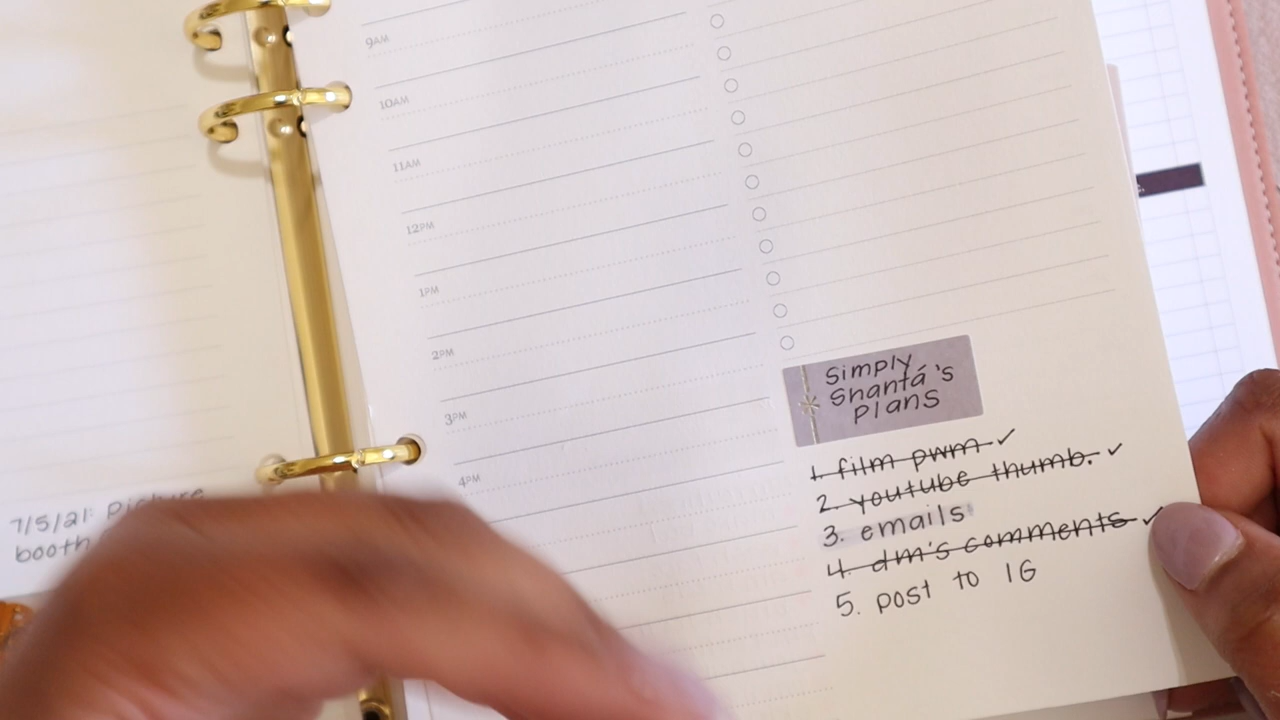 7/5/21: Picture
booth
9AM
10AM
11AM
12PM
1PM
2PM
3PM
4PM
Simply
Shantá's
Plans
1. film pwm ✓
2. youtube thumb. ✓
3. emails
4. dm's comments ✓
5. post to IG